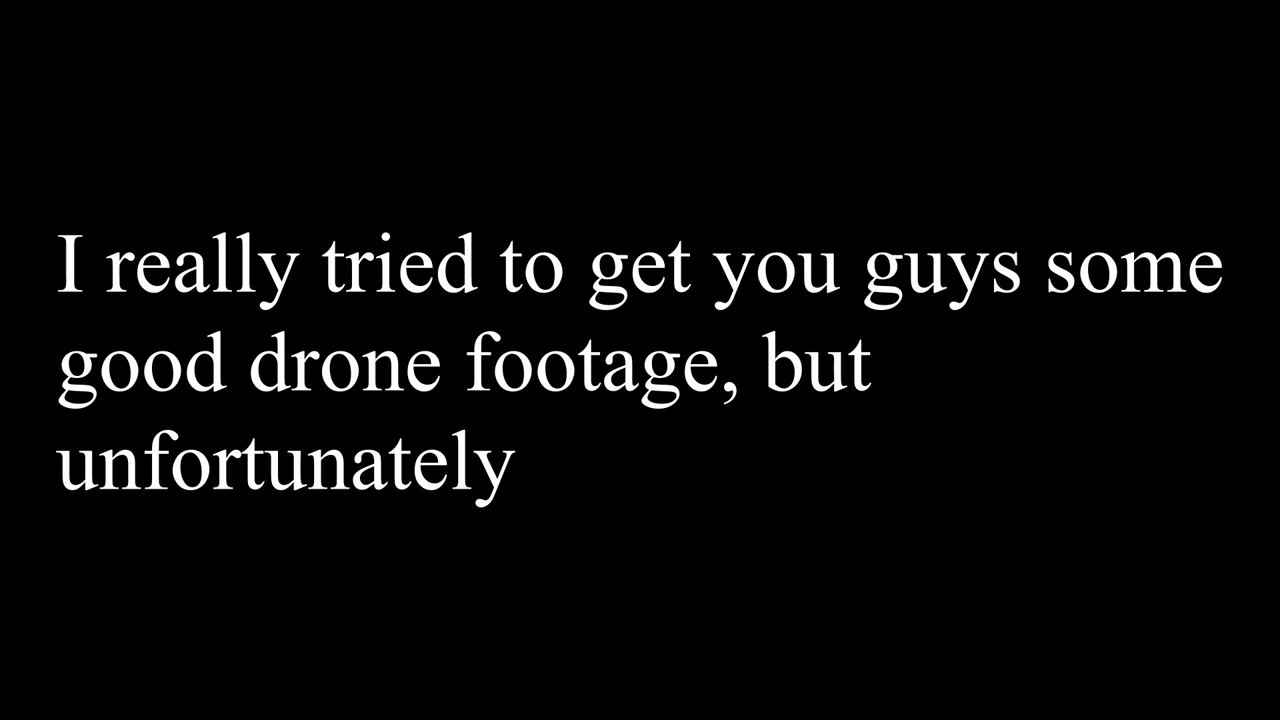 I really tried to get you guys some
good drone footage, but
unfortunately